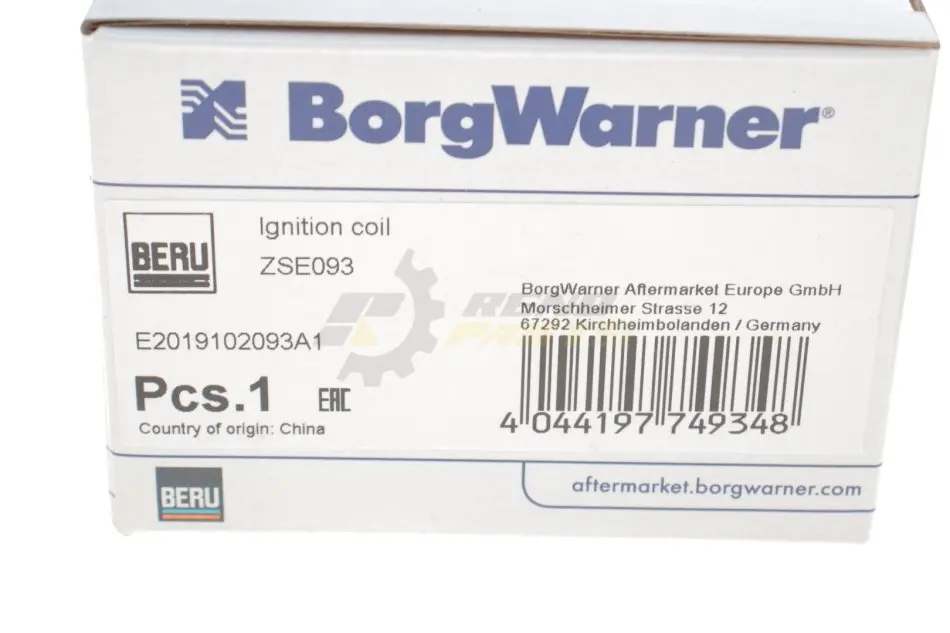 BorgWarner®
BERU
Ignition coil
ZSE093
BorgWarner Aftermarket Europe GmbH
Morschheimer Strasse 12
67292 Kirchheimbolanden / Germany
E2019102093A1
Pcs.1
EAC
Country of origin: China
4 044197 749348
BERU
aftermarket.borgwarner.com